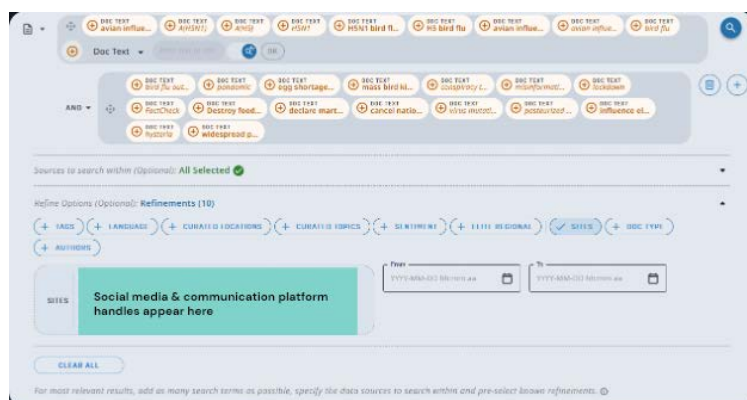 DOC TEXT DOC TEXT DOC TEXT DOC TEXT DOC TEXT DOC TEXT DOC TEXT DOC TEXT DOC TEXT
avian influe... A(H5N1) A(H5) H5N1 H5N1 bird fl... H5 bird flu avian influe... avian influe... bird flu
Doc Text OK
DOC TEXT DOC TEXT DOC TEXT DOC TEXT DOC TEXT DOC TEXT DOC TEXT
Bird flu out... pandemic egg shortage... mass bird ki... conspiracy t... misinformati... lockdown
AND
DOC TEXT DOC TEXT DOC TEXT DOC TEXT DOC TEXT DOC TEXT DOC TEXT
FactCheck Destroy food... declare mart... cancel natio... virus mutati... pasteurized ... influence el...
DOC TEXT DOC TEXT
hysteria widespread p...
Sources to search within (Optional): All Selected
Refine Options (Optional): Refinements (10)
+ TAGS + LANGUAGE + CURATED LOCATIONS + CURATED TOPICS + SENTIMENT + ELITE REGIONAL SITES + DOC TYPE
+ AUTHORS
From To
YYYY-MM-DD hh:mm aa YYYY-MM-DD hh:mm aa
SITES
Social media & communication platform
handles appear here
CLEAR ALL
For most relevant results, add as many search terms as possible, specify the data sources to search within and pre-select known refinements.